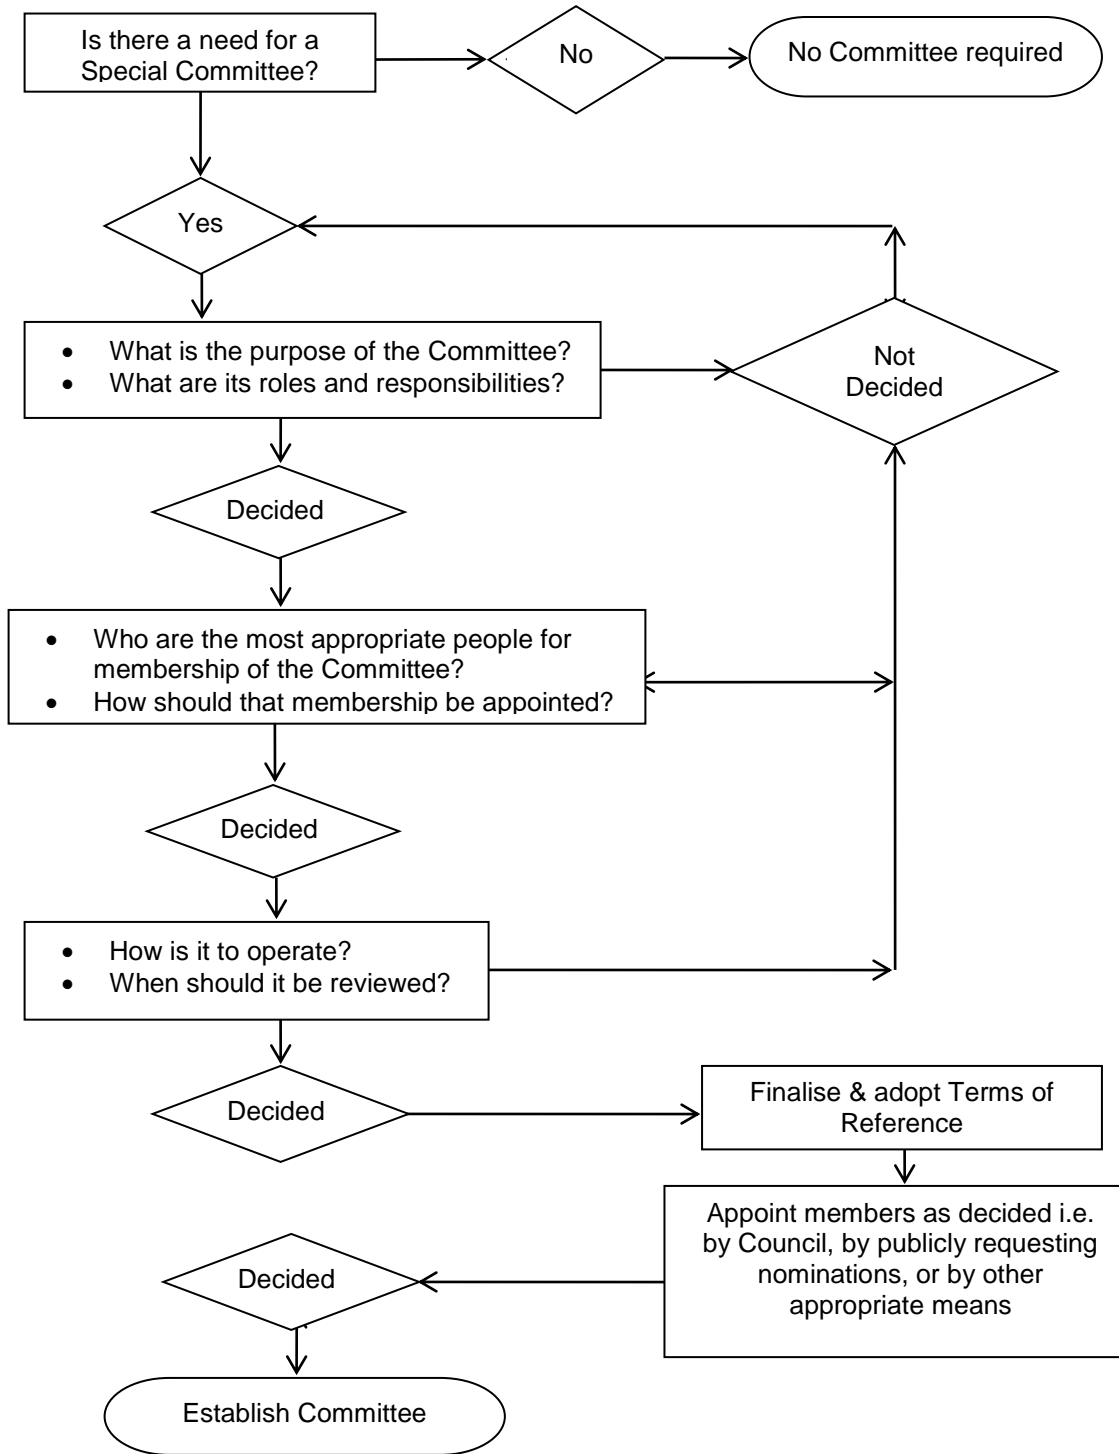 Is there a need for a
Special Committee?
No
No Committee required
Yes
• What is the purpose of the Committee?
• What are its roles and responsibilities?
Not
Decided
Decided
• Who are the most appropriate people for
membership of the Committee?
• How should that membership be appointed?
Decided
• How is it to operate?
• When should it be reviewed?
Decided
Finalise & adopt Terms of
Reference
Appoint members as decided i.e.
by Council, by publicly requesting
nominations, or by other
appropriate means
Decided
Establish Committee